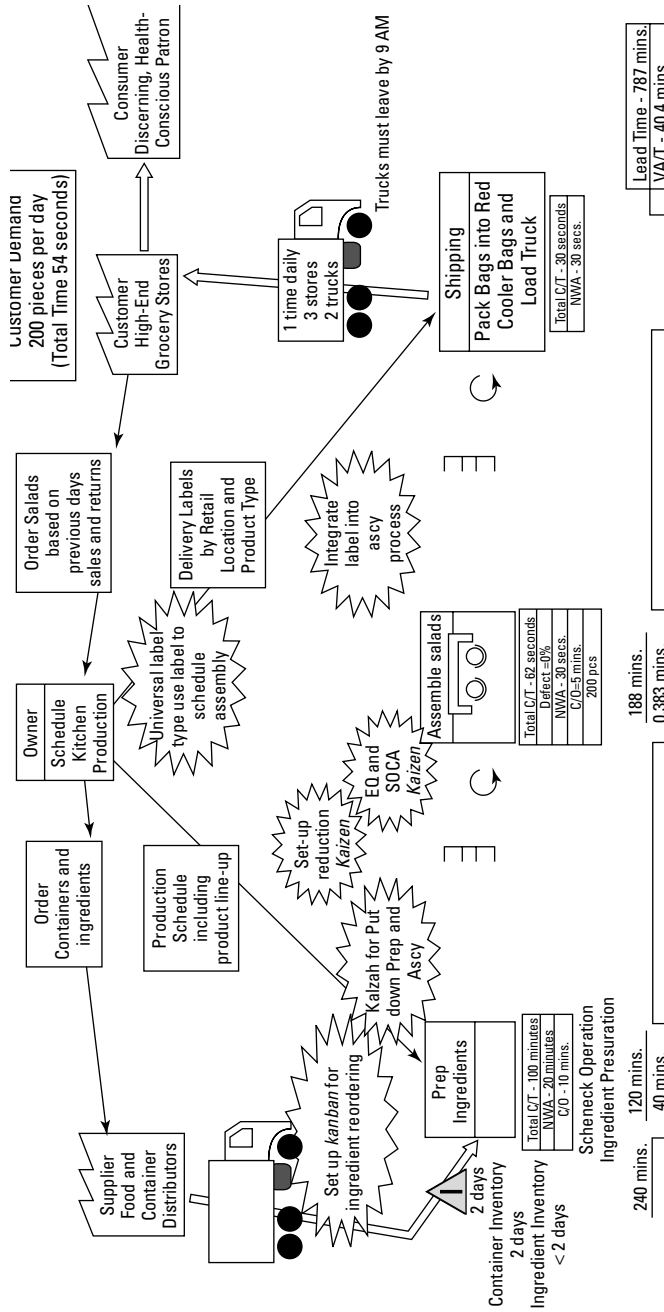 Supplier
Food and
Container
Distributors
Order
Containers and
ingredients
Owner
Schedule
Kitchen
Production
Order Salads
based on
previous days
sales and returns
Customer Demand
200 pieces per day
(Total Time 54 seconds)
Customer
High-End
Grocery Stores
Consumer
Discerning, Health-
Conscious Patron
Production
Schedule
including
product line-up
Universal label
type use label to
schedule
assembly
Delivery Labels
by Retail
Location and
Product Type
1 time daily
3 stores
2 trucks
Trucks must leave by 9 AM
Set up kanban for
ingredient reordering
Kalzah for Put
down Prep and
Ascy
Set-up
reduction
Kaizen
EQ and
SOCA
Kaizen
Integrate
label into
ascy
process
I
2 days
Container Inventory
2 days
Ingredient Inventory
< 2 days
Prep
Ingredients
Total C/T - 100 minutes
NWA - 20 minutes
C/O - 10 mins.
Scheneck Operation
Ingredient Presuration
Assemble salads
Total C/T - 62 seconds
Defect =0%
NWA - 30 secs.
C/O=5 mins.
200 pcs
Shipping
Pack Bags into Red
Cooler Bags and
Load Truck
Total C/T - 30 seconds
NWA - 30 secs.
240 mins.
120 mins.
40 mins.
188 mins.
0.383 mins.
Lead Time - 787 mins.
VA/T - 40.4 mins.